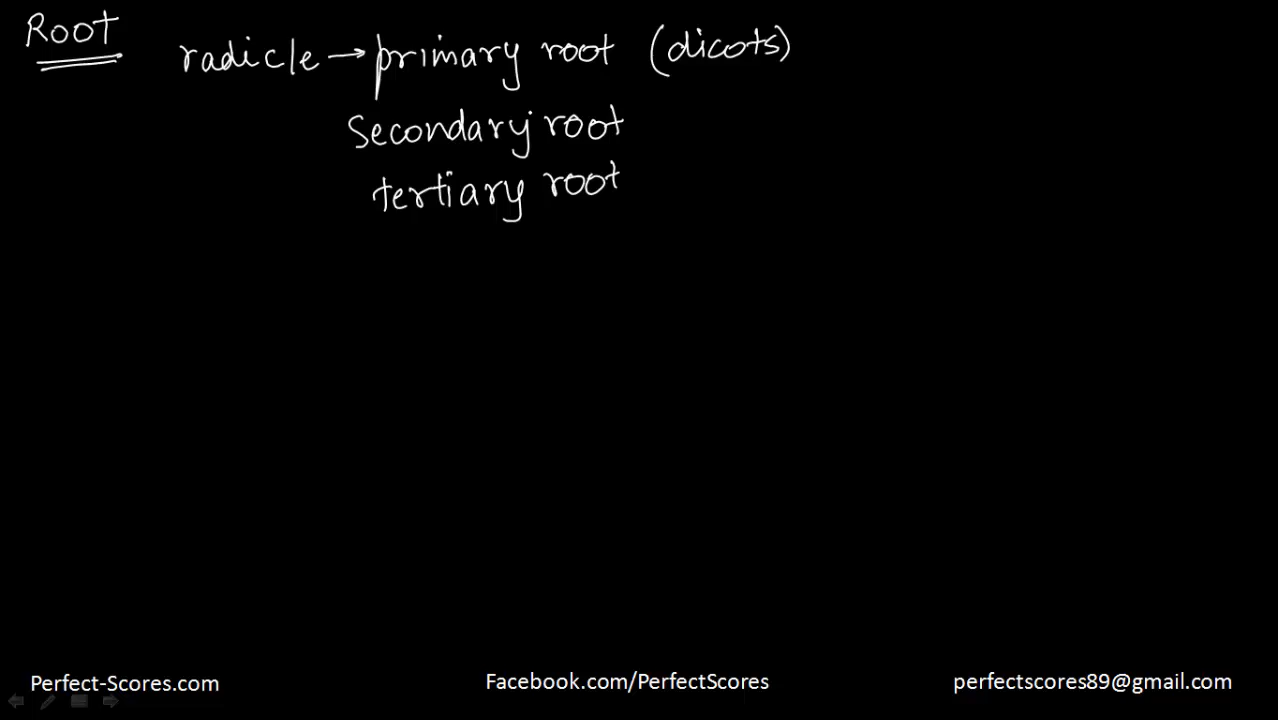 Root
radicle → primary root (dicots)
Secondary root
tertiary root
Perfect-Scores.com
Facebook.com/PerfectScores
perfectscores89@gmail.com